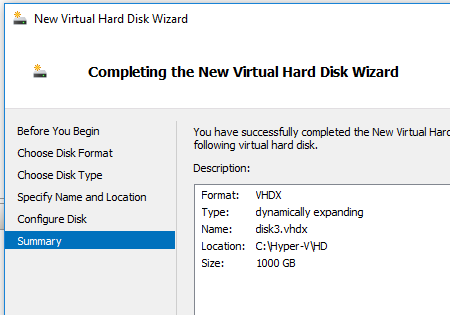 New Virtual Hard Disk Wizard
Completing the New Virtual Hard Disk Wizard
Before You Begin
Choose Disk Format
Choose Disk Type
Specify Name and Location
Configure Disk
Summary
You have successfully completed the New Virtual Hard
following virtual hard disk.
Description:
Format: VHDX
Type: dynamically expanding
Name: disk3.vhdx
Location: C:\Hyper-V\HD
Size: 1000 GB